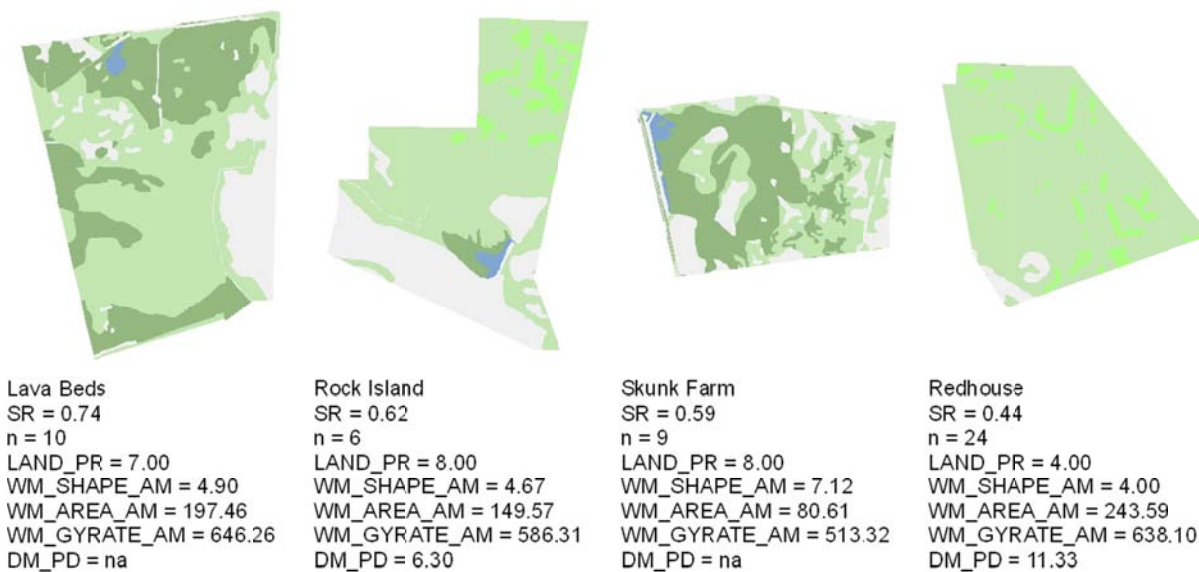 Lava Beds
SR = 0.74
n = 10
LAND_PR = 7.00
WM_SHAPE_AM = 4.90
WM_AREA_AM = 197.46
WM_GYRATE_AM = 646.26
DM_PD = na
Rock Island
SR = 0.62
n = 6
LAND_PR = 8.00
WM_SHAPE_AM = 4.67
WM_AREA_AM = 149.57
WM_GYRATE_AM = 586.31
DM_PD = 6.30
Skunk Farm
SR = 0.59
n = 9
LAND_PR = 8.00
WM_SHAPE_AM = 7.12
WM_AREA_AM = 80.61
WM_GYRATE_AM = 513.32
DM_PD = na
Redhouse
SR = 0.44
n = 24
LAND_PR = 4.00
WM_SHAPE_AM = 4.00
WM_AREA_AM = 243.59
WM_GYRATE_AM = 638.10
DM_PD = 11.33